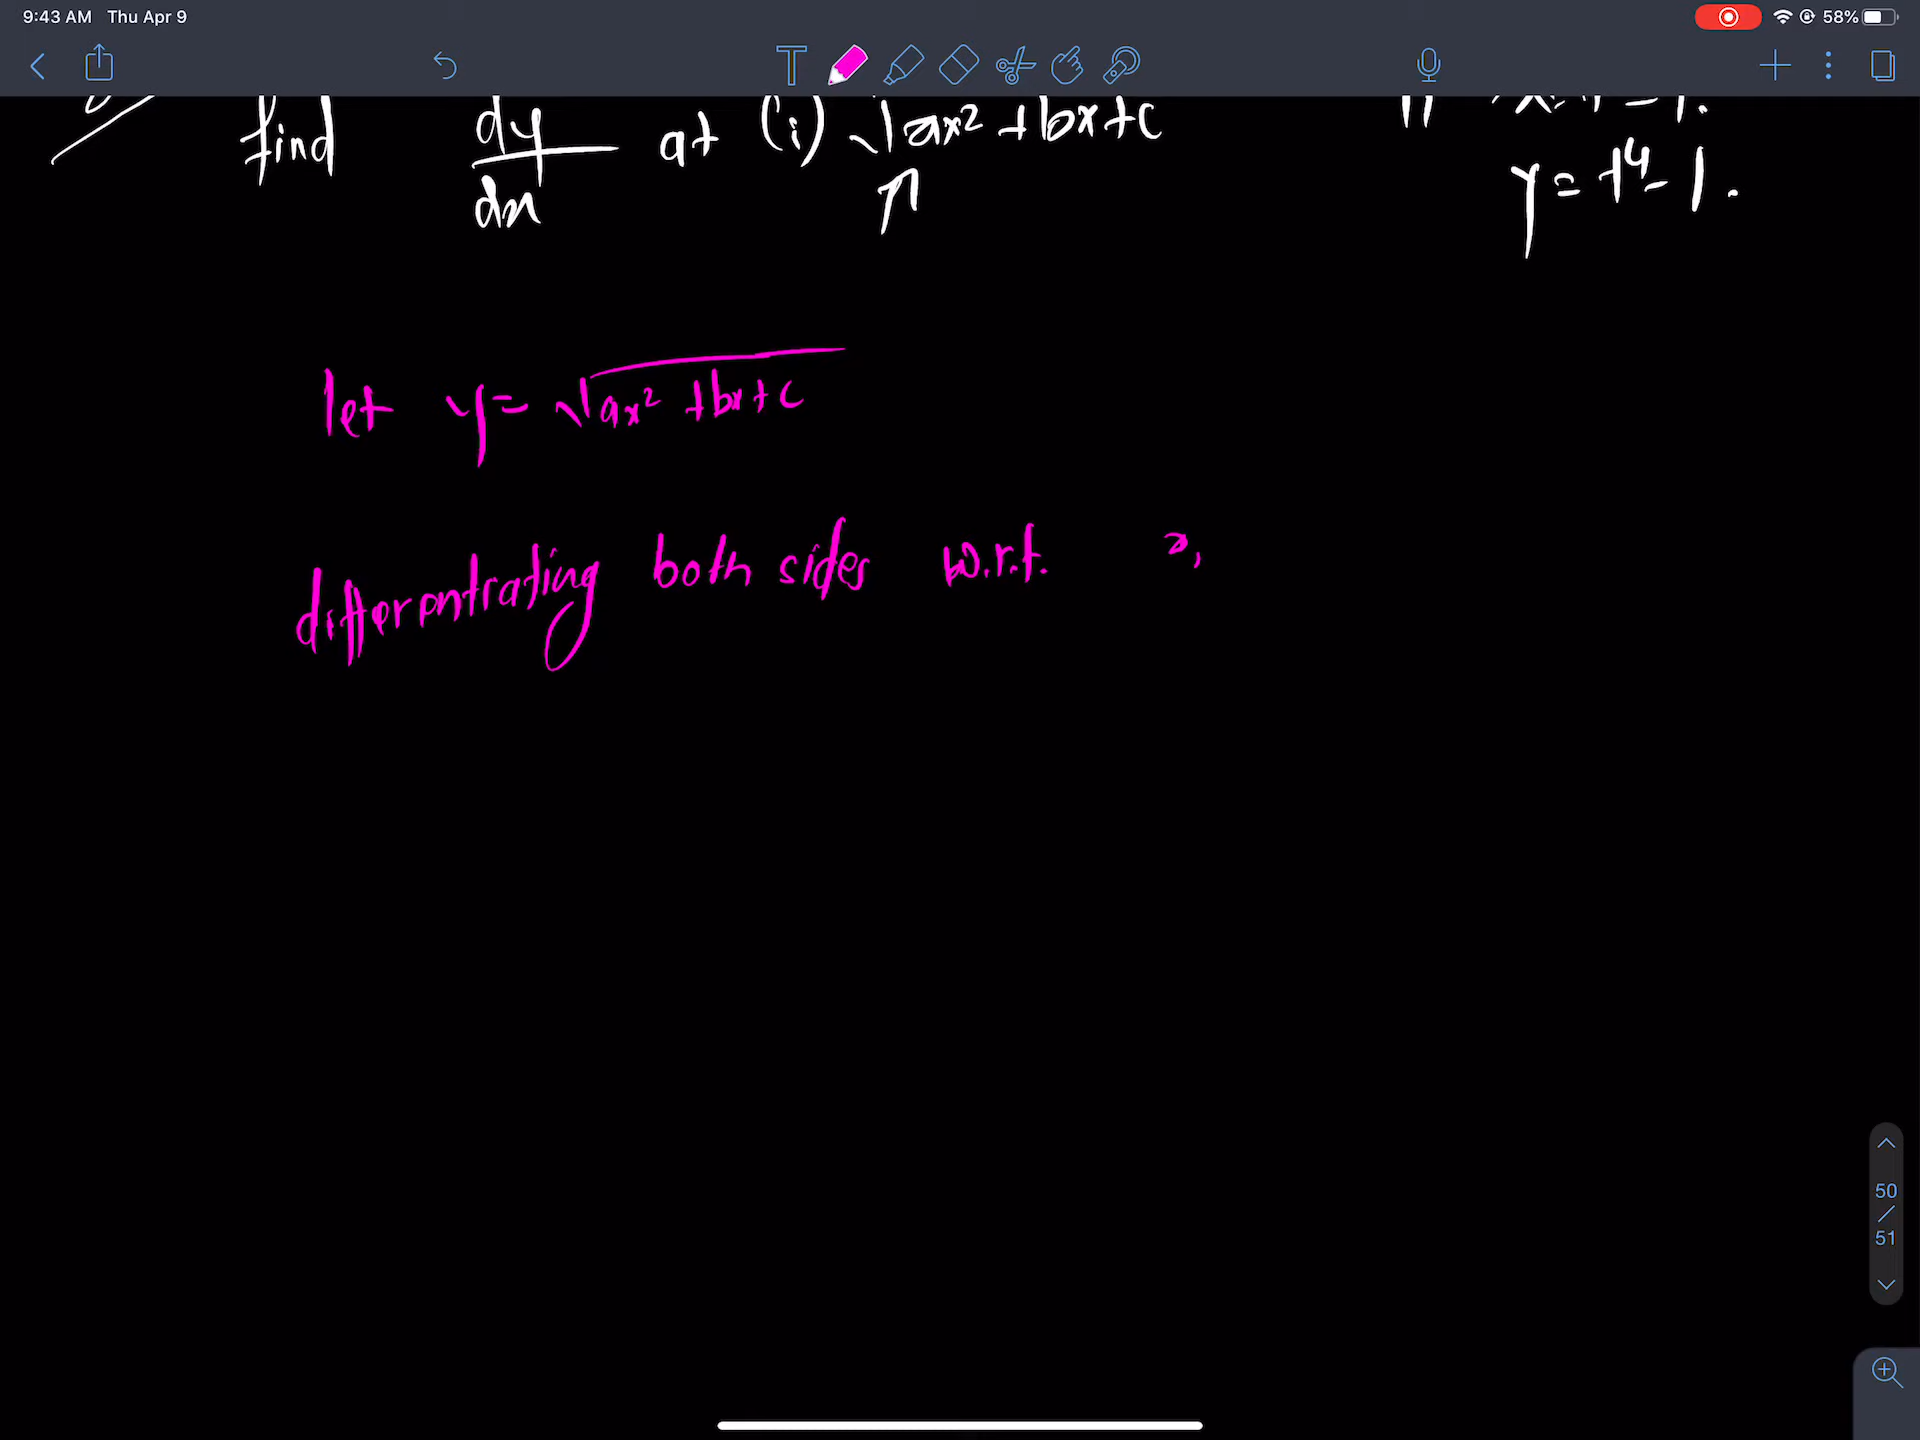 9:43 AM Thu Apr 9
58%
find dy/dx at (i) √ax² + bx + c
y = t⁴ - 1.
let y = √ax² + bx + c
differentiating both sides w.r.t. x,
50
/
51